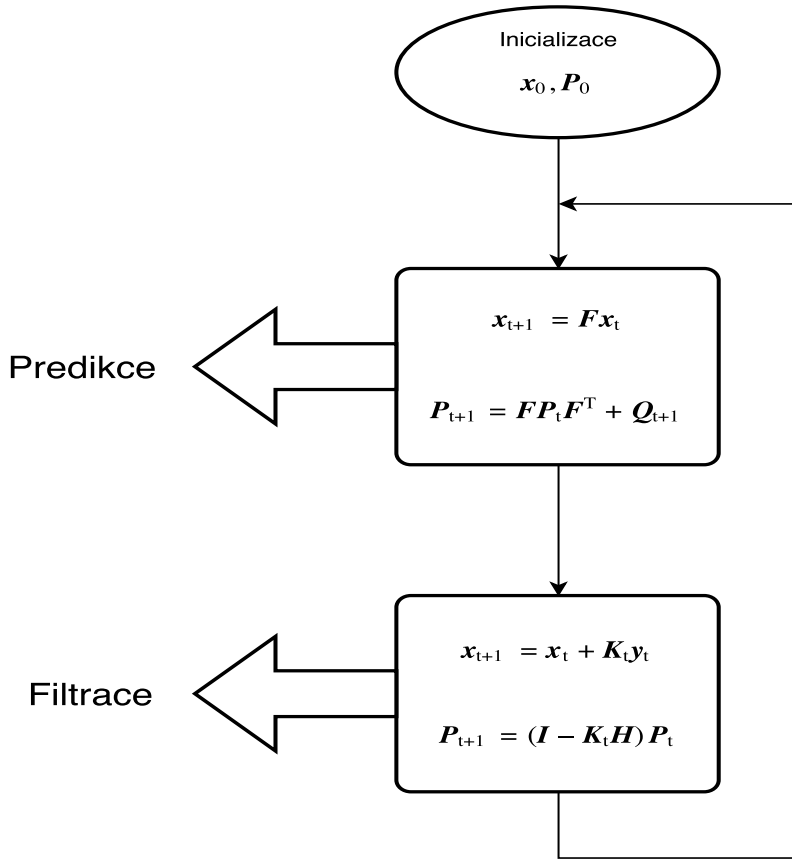 Inicializace
x₀, P₀
xₜ₊₁ = Fxₜ
Predikce
Pₜ₊₁ = FPₜFᵀ + Qₜ₊₁
xₜ₊₁ = xₜ + Kₜyₜ
Filtrace
Pₜ₊₁ = (I − KₜH) Pₜ